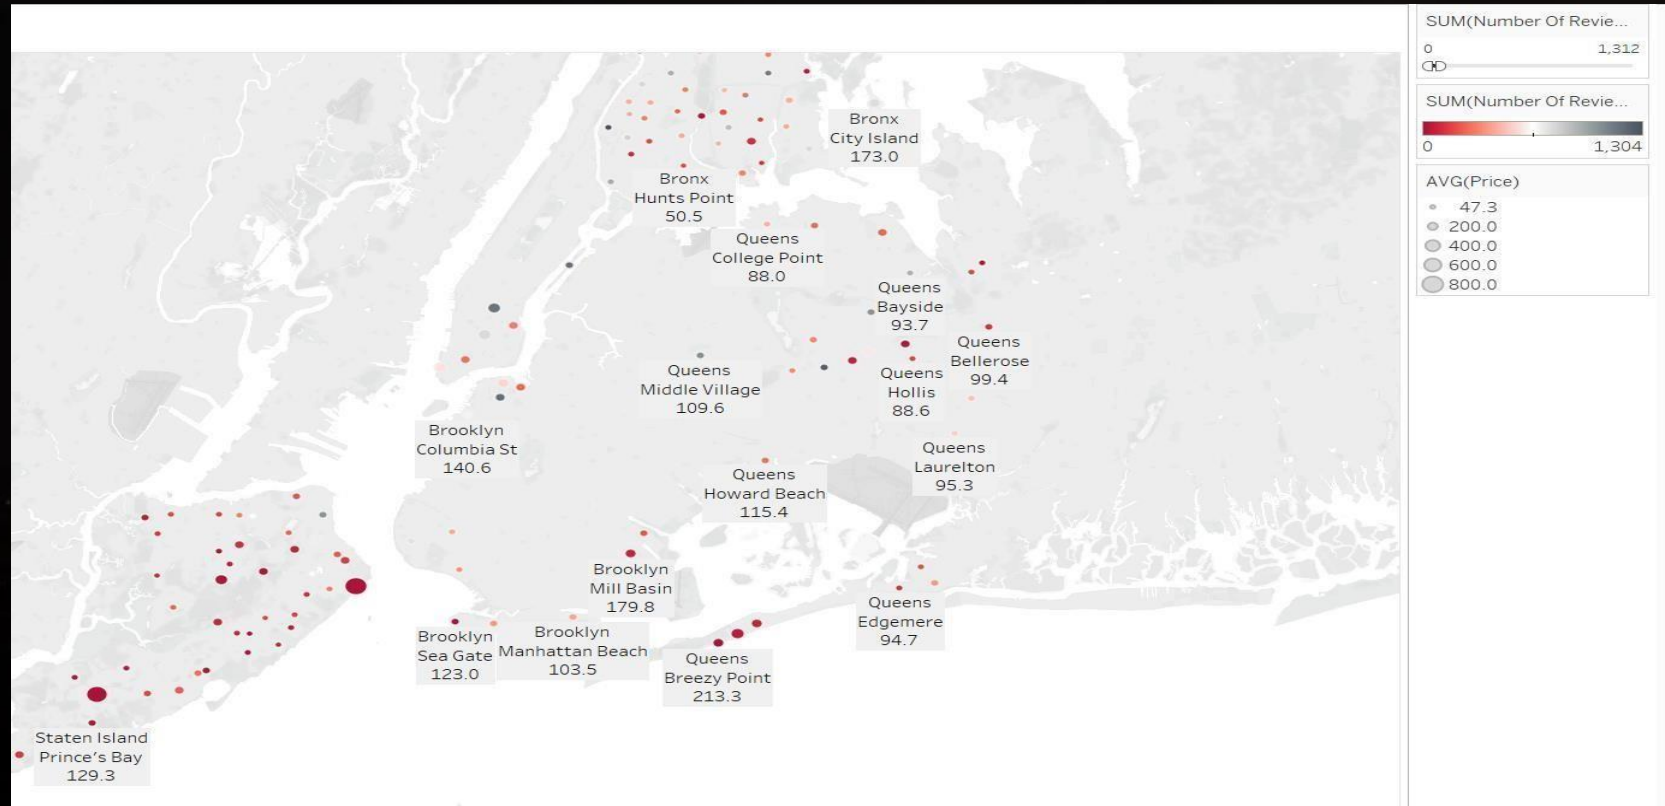 Bronx
City Island
173.0
Bronx
Hunts Point
50.5
Queens
College Point
88.0
Queens
Bayside
93.7
Queens
Bellerose
99.4
Queens
Middle Village
109.6
Queens
Hollis
88.6
Brooklyn
Columbia St
140.6
Queens
Laurelton
95.3
Queens
Howard Beach
115.4
Brooklyn
Mill Basin
179.8
Queens
Edgemere
94.7
Brooklyn
Sea Gate
123.0
Brooklyn
Manhattan Beach
103.5
Queens
Breezy Point
213.3
Staten Island
Prince's Bay
129.3
SUM(Number Of Revie...
0 1,312
SUM(Number Of Revie...
0 1,304
AVG(Price)
47.3
200.0
400.0
600.0
800.0